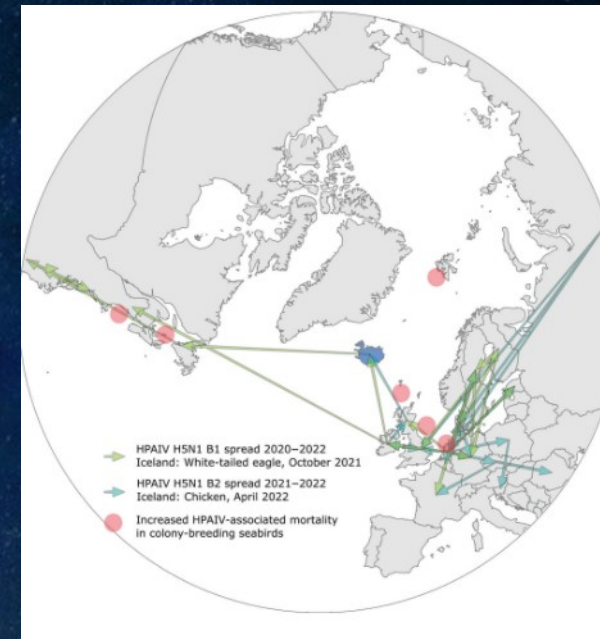 HPAIV H5N1 B1 spread 2020–2022
Iceland: White-tailed eagle, October 2021
HPAIV H5N1 B2 spread 2021–2022
Iceland: Chicken, April 2022
Increased HPAIV-associated mortality
in colony-breeding seabirds